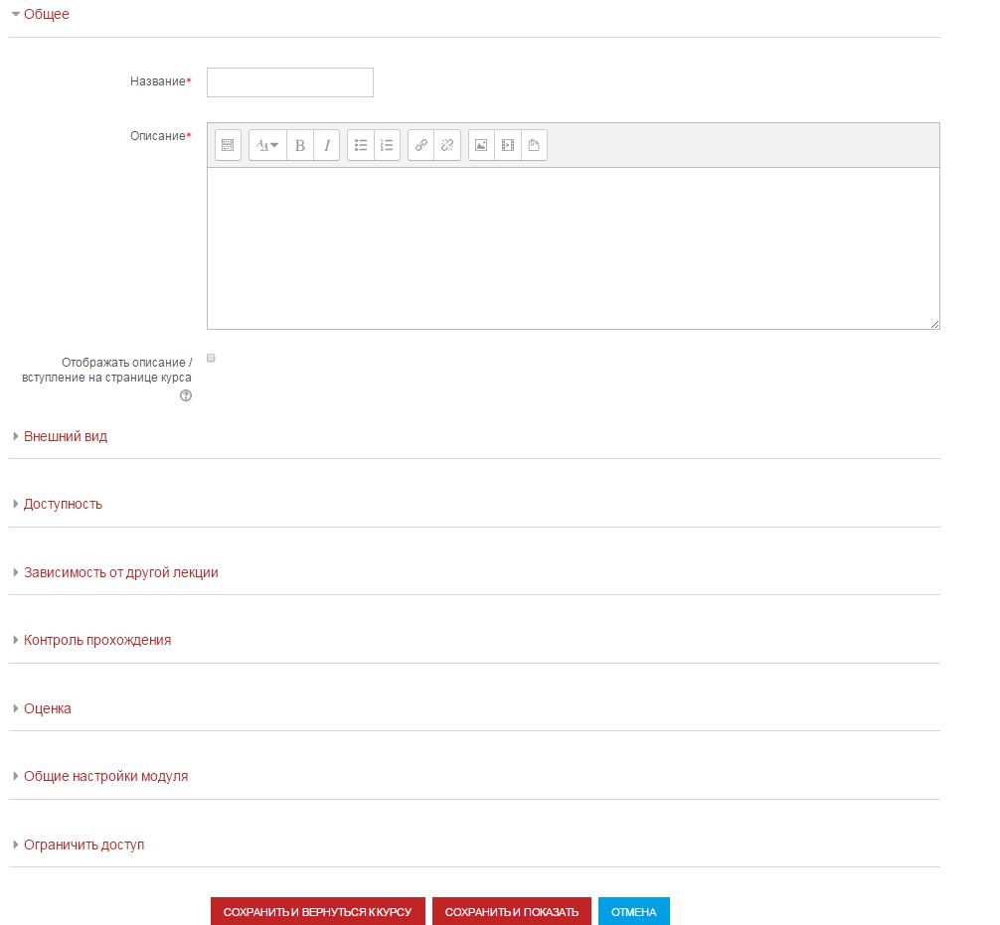 Общее
Название*
Описание*
Отображать описание /
вступление на странице курса
Внешний вид
Доступность
Зависимость от другой лекции
Контроль прохождения
Оценка
Общие настройки модуля
Ограничить доступ
СОХРАНИТЬ И ВЕРНУТЬСЯ К КУРСУ СОХРАНИТЬ И ПОКАЗАТЬ ОТМЕНА